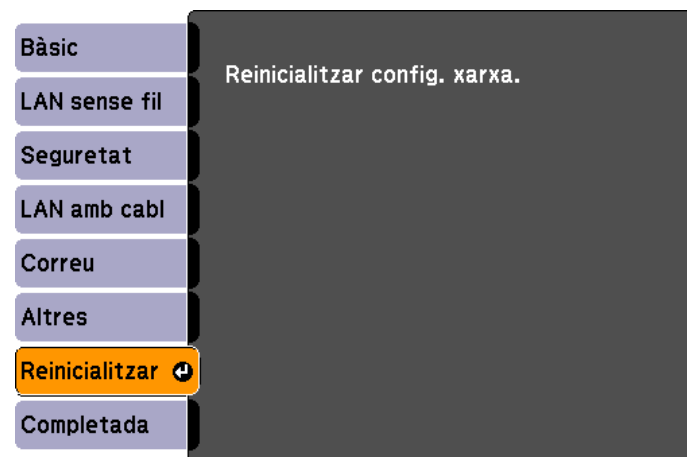 Bàsic
LAN sense fil
Seguretat
LAN amb cabl
Correu
Altres
Reinicialitzar
Completada
Reinicialitzar config. xarxa.